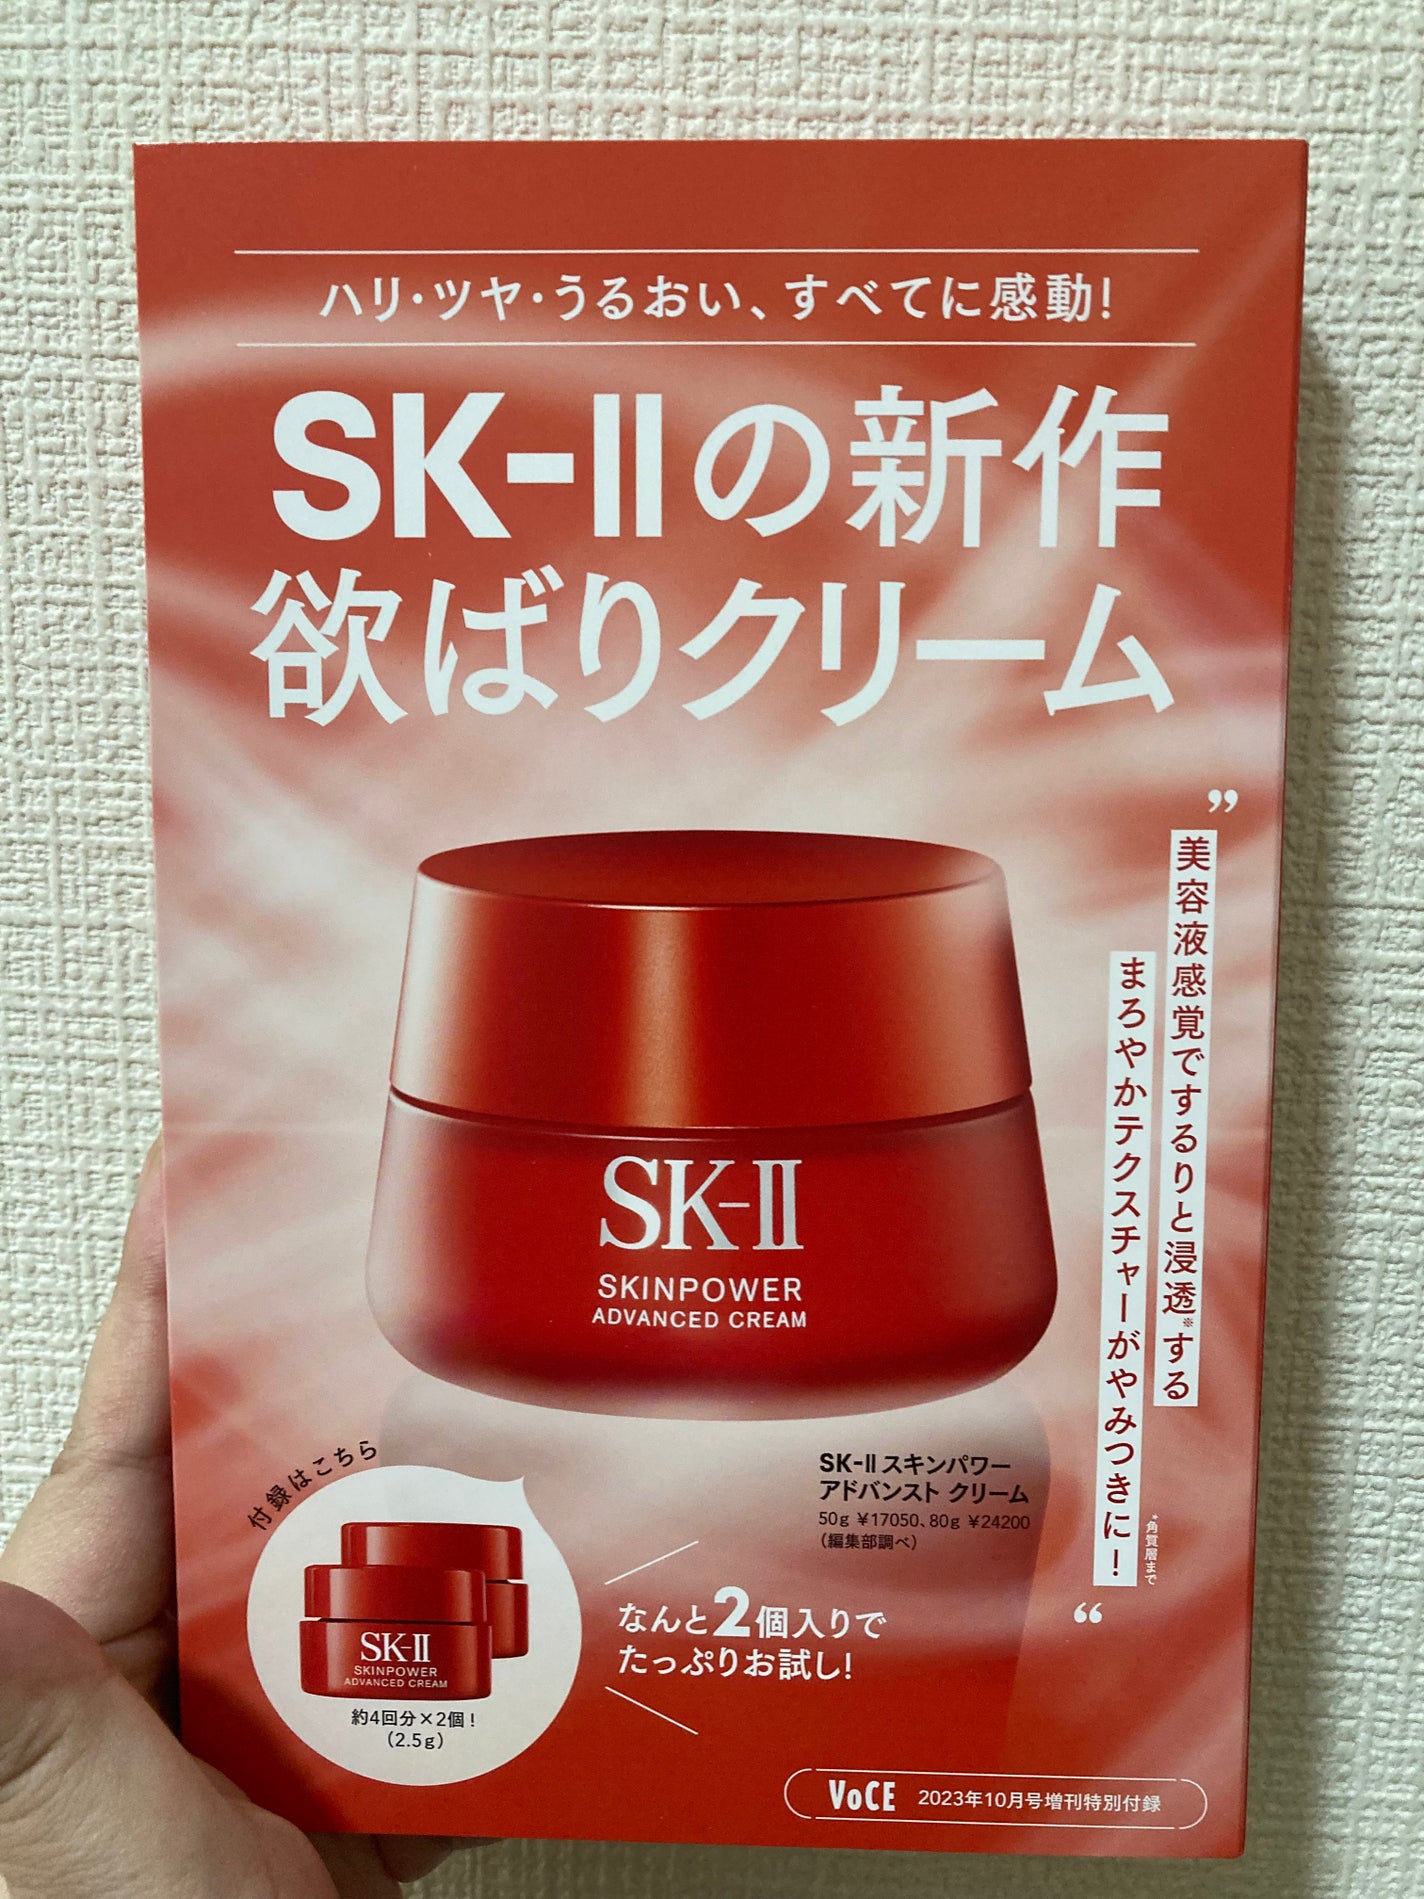 ハリ・ツヤ・うるおい、すべてに感動!
SK-IIの新作
欲ばりクリーム
”
美容液感覚でするりと浸透※する
まろやかテクスチャーがやみつきに!
“
*角質層まで
SK-II
SKINPOWER
ADVANCED CREAM
SK-II スキンパワー
アドバンスト クリーム
50g ¥17050、80g ¥24200
(編集部調べ)
付録はこちら
SK-II
SKINPOWER
ADVANCED CREAM
約4回分×2個!
(2.5g)
なんと2個入りで
たっぷりお試し!
VOCE 2023年10月号増刊特別付録